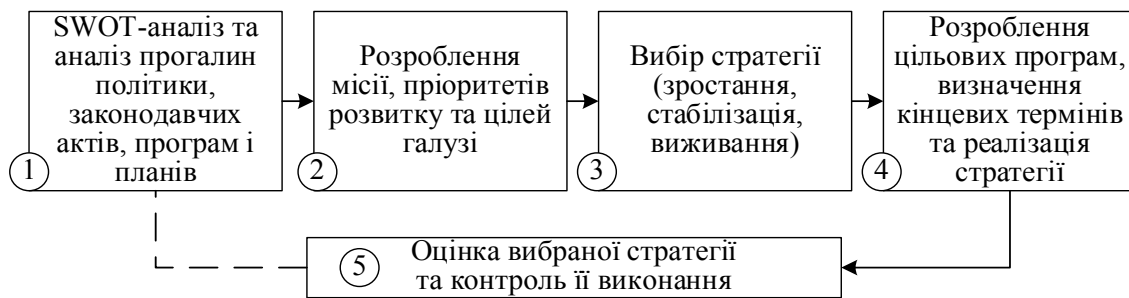 SWOT-аналіз та
аналіз прогалин
політики,
законодавчих
актів, програм і
планів
1
Розроблення
місії, пріоритетів
розвитку та цілей
галузі
2
Вибір стратегії
(зростання,
стабілізація,
виживання)
3
Розроблення
цільових програм,
визначення
кінцевих термінів
та реалізація
стратегії
4
5
Оцінка вибраної стратегії
та контроль її виконання